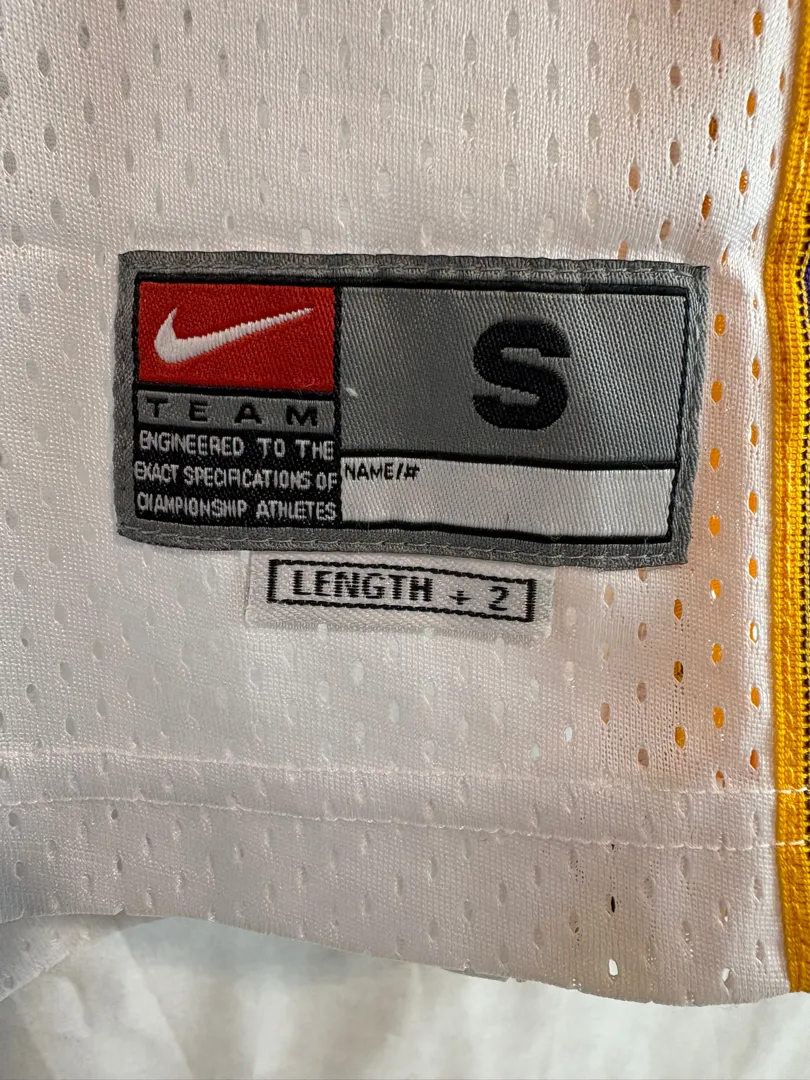 TEAM
ENGINEERED TO THE
EXACT SPECIFICATIONS OF
CHAMPIONSHIP ATHLETES
S
NAME/#
LENGTH + 2